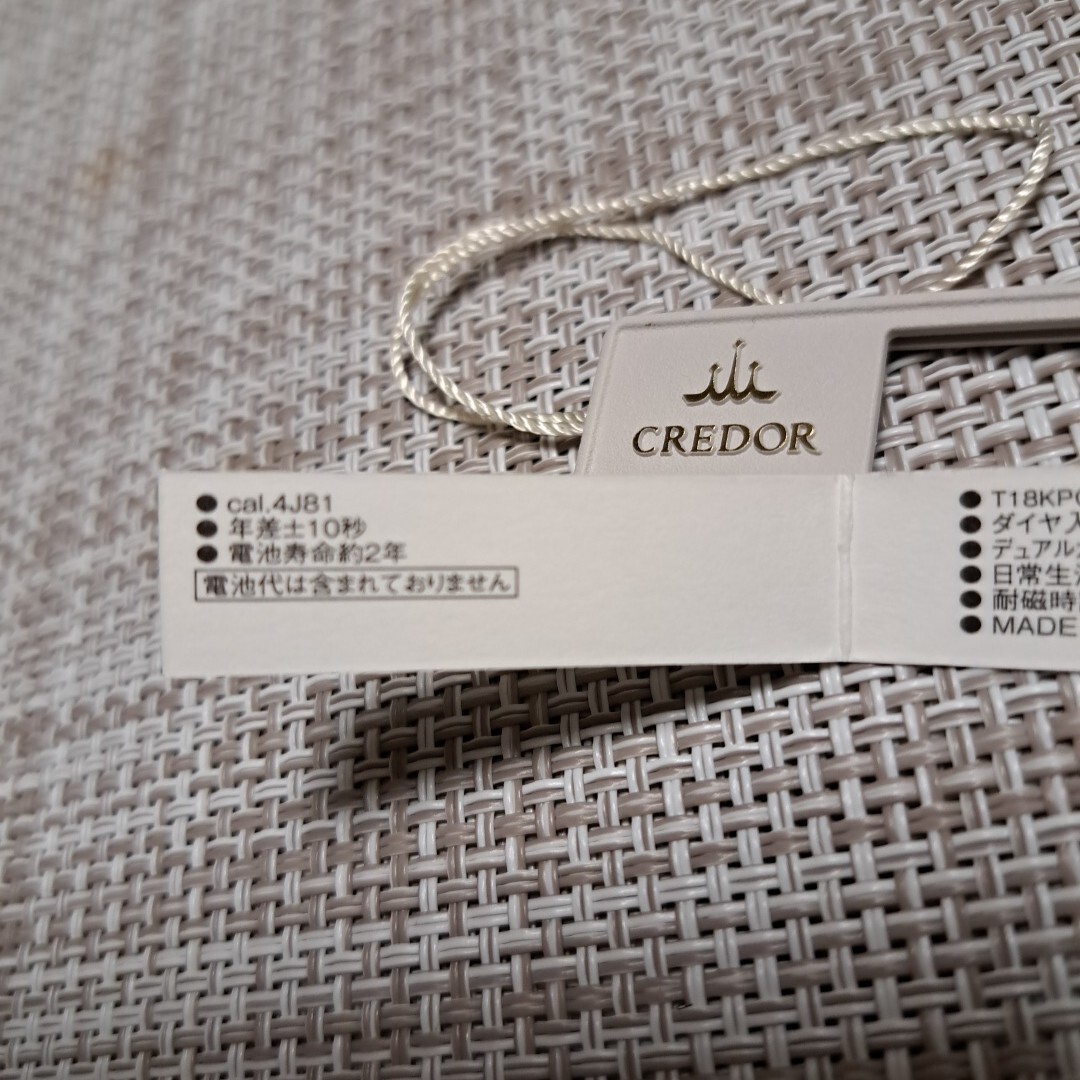 CREDOR
● cal.4J81
● 年差±10秒
● 電池寿命約2年
電池代は含まれておりません
● T18KP
● ダイヤ入
● デュアル
● 日常生活
● 耐磁時
● MADE